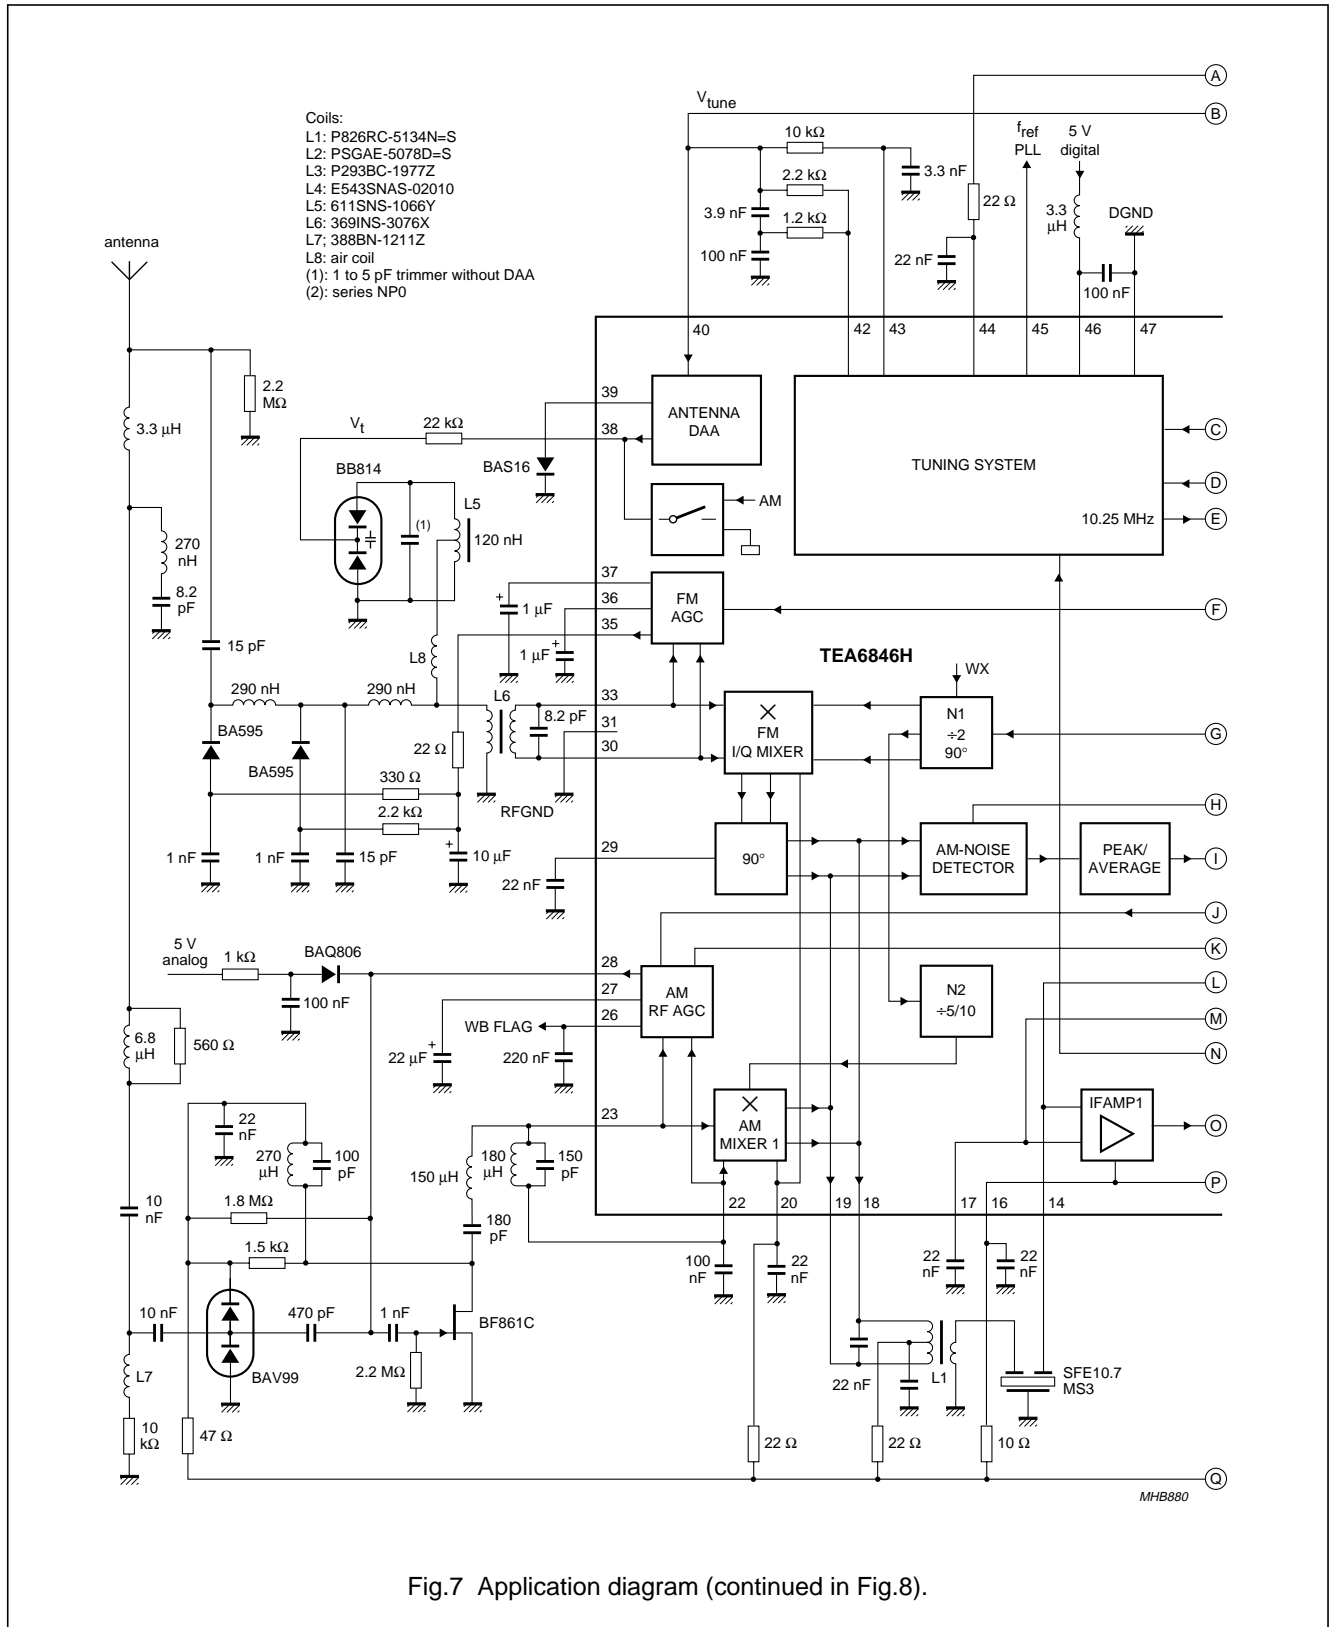 A
V_tune
B
Coils:
L1: P826RC-5134N=S
L2: PSGAE-5078D=S
L3: P293BC-1977Z
L4: E543SNAS-02010
L5: 611SNS-1066Y
L6: 369INS-3076X
L7; 388BN-1211Z
L8: air coil
(1): 1 to 5 pF trimmer without DAA
(2): series NP0
10 kΩ
f_ref
PLL
5 V
digital
3.3 nF
2.2 kΩ
3.9 nF
1.2 kΩ
22 Ω
3.3
μH
DGND
100 nF
22 nF
100 nF
antenna
40
42
43
44
45
46
47
2.2
MΩ
3.3 μH
39
38
ANTENNA
DAA
V_t
22 kΩ
BAS16
BB814
L5
(1)
120 nH
AM
TUNING SYSTEM
10.25 MHz
C
D
E
270
nH
8.2
pF
37
36
35
1 μF
+
1 μF
+
FM
AGC
F
15 pF
L8
TEA6846H
WX
290 nH
290 nH
L6
33
31
30
8.2 pF
FM
I/Q MIXER
N1
÷2
90°
G
BA595
BA595
22 Ω
330 Ω
2.2 kΩ
RFGND
H
1 nF
1 nF
15 pF
+
10 μF
29
22 nF
90°
AM-NOISE
DETECTOR
PEAK/
AVERAGE
I
J
K
5 V
analog
1 kΩ
BAQ806
100 nF
28
27
26
AM
RF AGC
N2
÷5/10
L
M
N
WB FLAG
6.8
μH
560 Ω
22 μF
+
220 nF
22
nF
270
μH
100
pF
23
AM
MIXER 1
IFAMP1
O
150 μH
180
μH
150
pF
1.8 MΩ
10
nF
180
pF
P
22
20
19
18
17
16
14
1.5 kΩ
100
nF
22
nF
22
nF
22
nF
10 nF
470 pF
1 nF
BF861C
2.2 MΩ
L7
BAV99
22 nF
L1
SFE10.7
MS3
10
kΩ
47 Ω
22 Ω
22 Ω
10 Ω
Q
MHB880
Fig.7 Application diagram (continued in Fig.8).